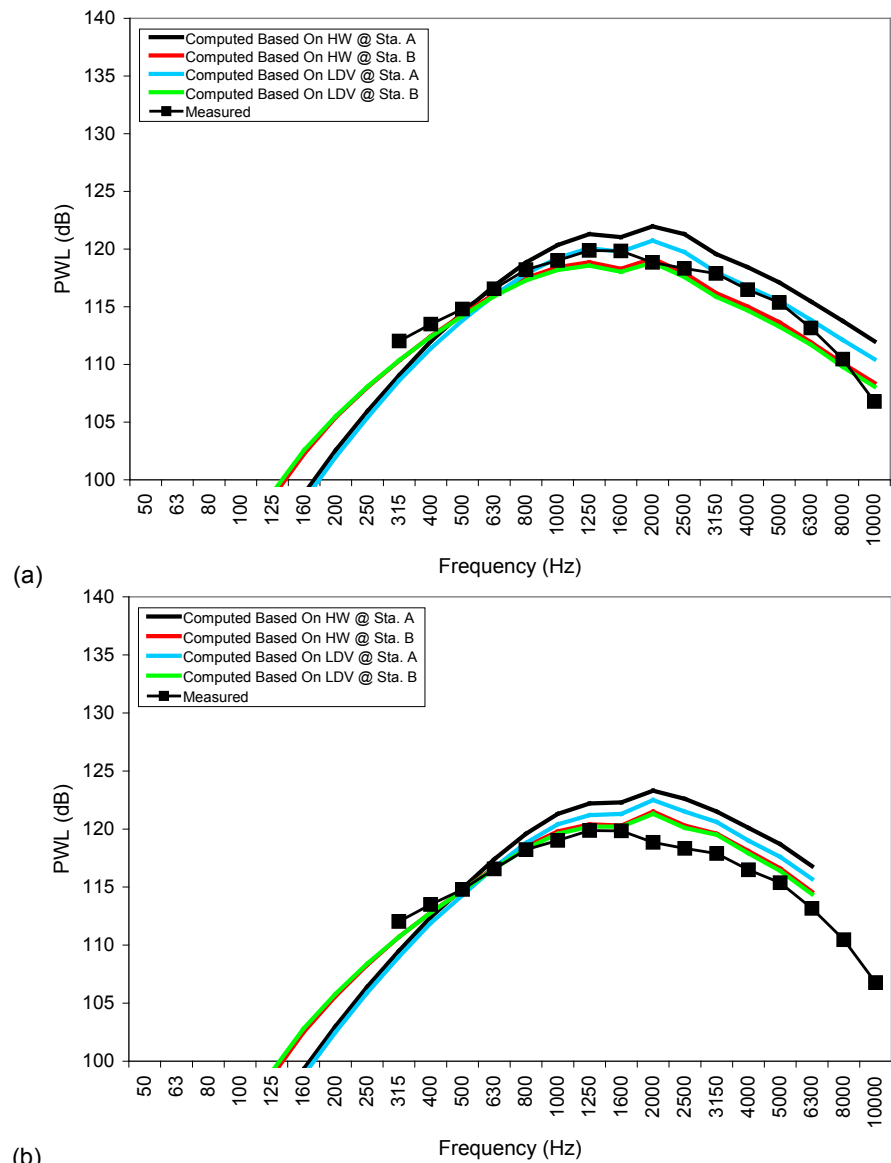 140
135
130
125
120
115
110
105
100
PWL (dB)
Computed Based On HW @ Sta. A
Computed Based On HW @ Sta. B
Computed Based On LDV @ Sta. A
Computed Based On LDV @ Sta. B
Measured
50 63 80 100 125 160 200 250 315 400 500 630 800 1000 1250 1600 2000 2500 3150 4000 5000 6300 8000 10000
Frequency (Hz)
(a)
140
135
130
125
120
115
110
105
100
PWL (dB)
Computed Based On HW @ Sta. A
Computed Based On HW @ Sta. B
Computed Based On LDV @ Sta. A
Computed Based On LDV @ Sta. B
Measured
50 63 80 100 125 160 200 250 315 400 500 630 800 1000 1250 1600 2000 2500 3150 4000 5000 6300 8000 10000
Frequency (Hz)
(b)